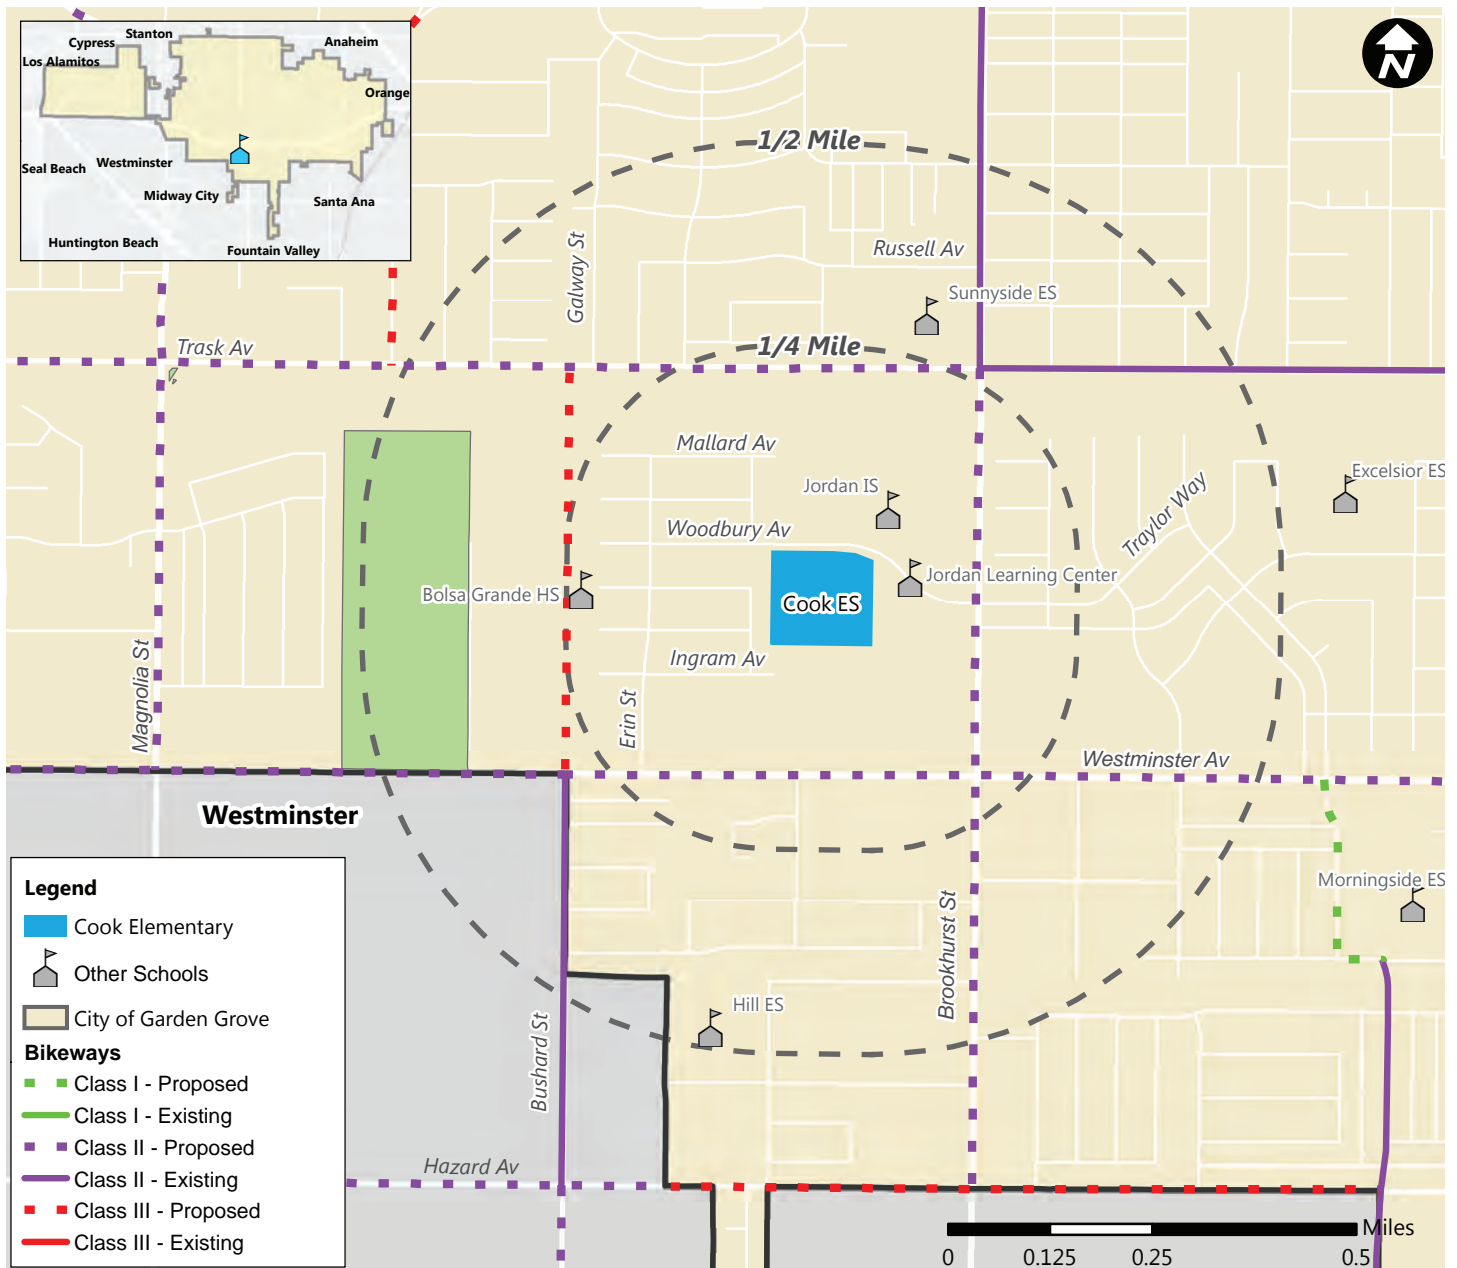 Stanton
Cypress
Anaheim
Los Alamitos
Orange
Westminster
Seal Beach
Midway City
Santa Ana
Huntington Beach
Fountain Valley
N
1/2 Mile
Russell Av
Galway St
Sunnyside ES
Trask Av
1/4 Mile
Mallard Av
Jordan IS
Excelsior ES
Traylor Way
Woodbury Av
Jordan Learning Center
Bolsa Grande HS
Cook ES
Ingram Av
Magnolia St
Erin St
Westminster Av
Westminster
Morningside ES
Brookhurst St
Hill ES
Bushard St
Hazard Av
Legend
Cook Elementary
Other Schools
City of Garden Grove
Bikeways
Class I - Proposed
Class I - Existing
Class II - Proposed
Class II - Existing
Class III - Proposed
Class III - Existing
Miles
0 0.125 0.25 0.5